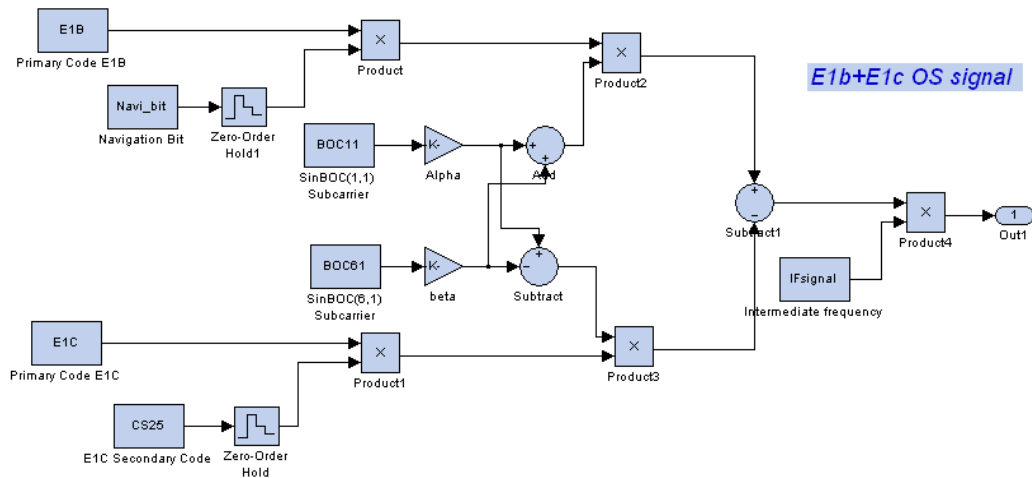 E1B
Primary Code E1B
Navi_bit
Navigation Bit
Zero-Order
Hold1
×
Product
×
Product2
E1b+E1c OS signal
BOC11
SinBOC(1,1)
Subcarrier
K-
Alpha
+
+
Add
BOC61
SinBOC(6,1)
Subcarrier
K-
beta
+
−
Subtract
+
−
Subtract1
×
Product4
1
Out1
IFsignal
Intermediate frequency
E1C
Primary Code E1C
×
Product1
×
Product3
CS25
E1C Secondary Code
Zero-Order
Hold